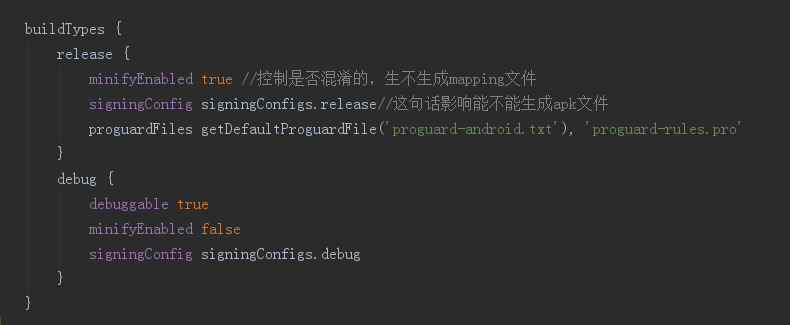 buildTypes {
release {
minifyEnabled true //控制是否混淆的，生不生成mapping文件
signingConfig signingConfigs.release//这句话影响能不能生成apk文件
proguardFiles getDefaultProguardFile('proguard-android.txt'), 'proguard-rules.pro'
}
debug {
debuggable true
minifyEnabled false
signingConfig signingConfigs.debug
}
}